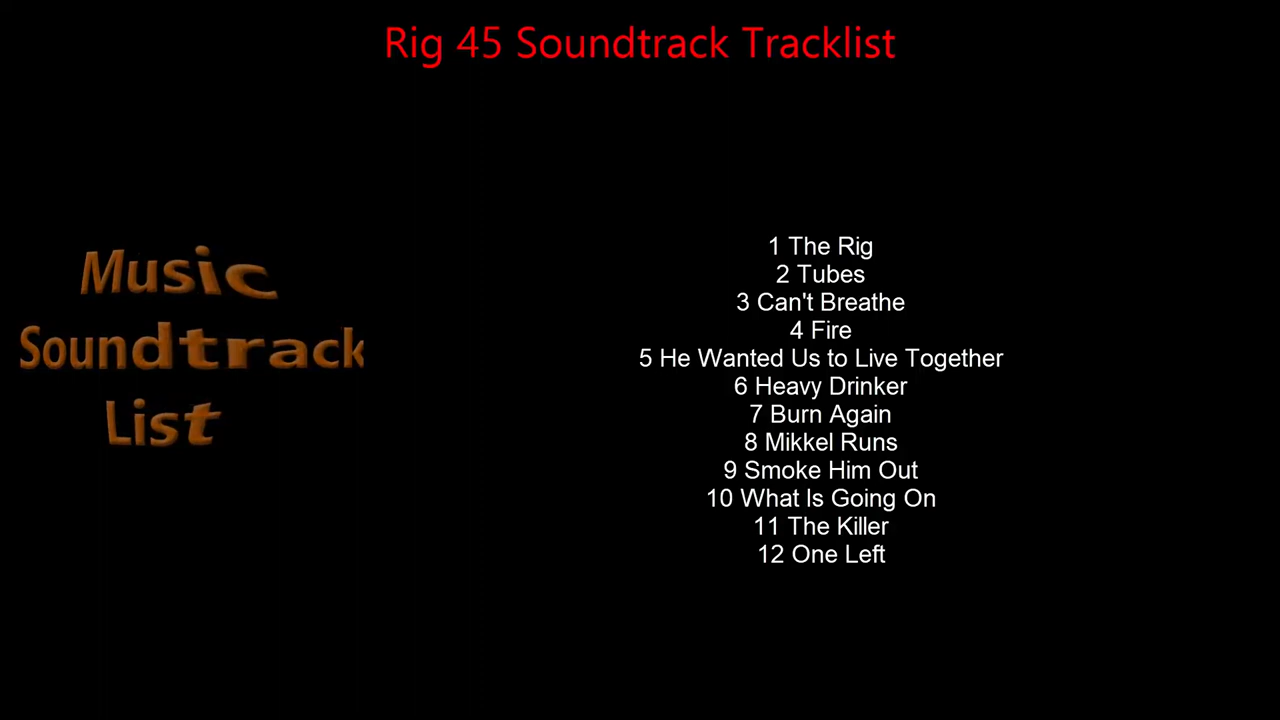 Rig 45 Soundtrack Tracklist
Music
Soundtrack
List
1 The Rig
2 Tubes
3 Can't Breathe
4 Fire
5 He Wanted Us to Live Together
6 Heavy Drinker
7 Burn Again
8 Mikkel Runs
9 Smoke Him Out
10 What Is Going On
11 The Killer
12 One Left